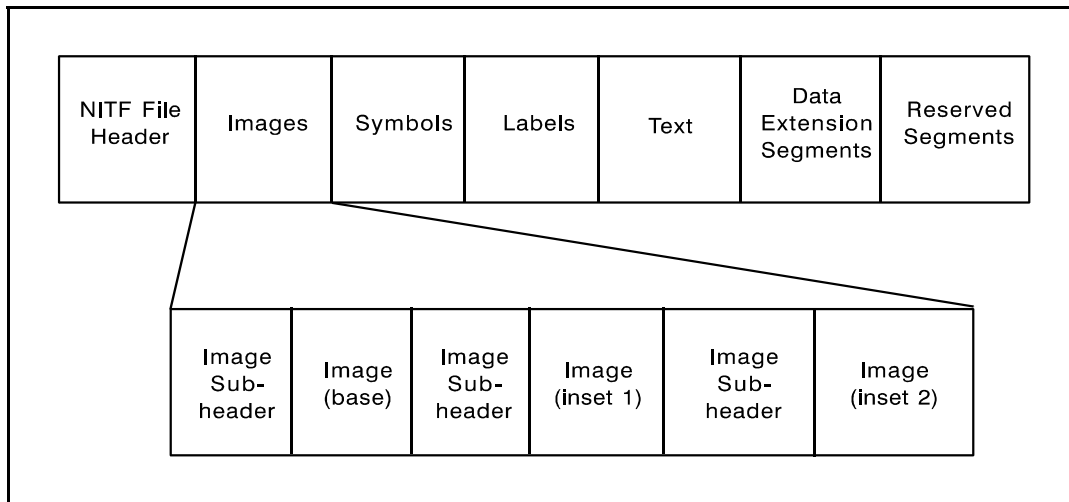 NITF File
Header
Images
Symbols
Labels
Text
Data
Extension
Segments
Reserved
Segments
Image
Sub-
header
Image
(base)
Image
Sub-
header
Image
(inset 1)
Image
Sub-
header
Image
(inset 2)